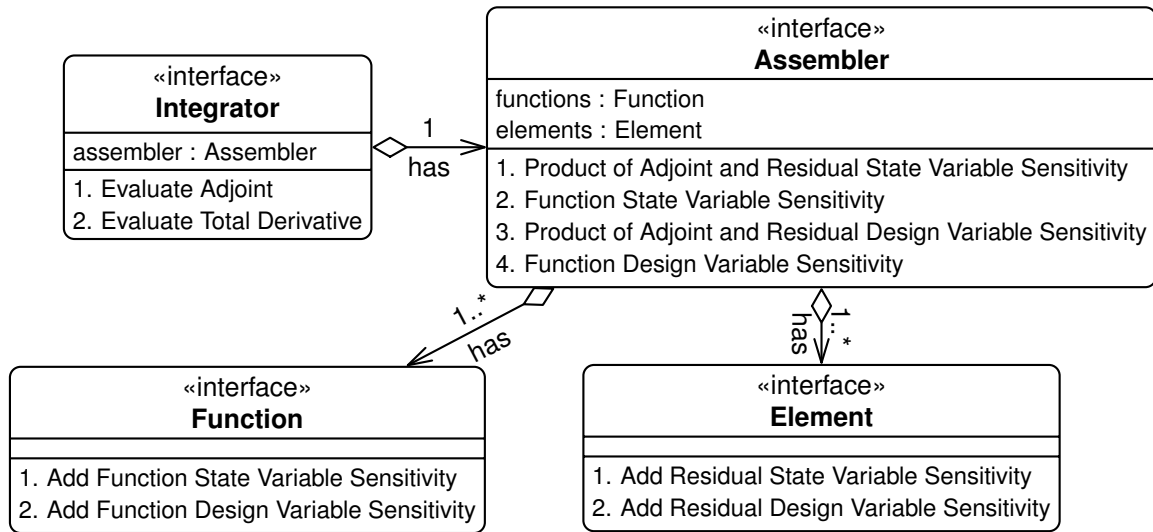 «interface»
Integrator
assembler : Assembler
1. Evaluate Adjoint
2. Evaluate Total Derivative
1
has
«interface»
Assembler
functions : Function
elements : Element
1. Product of Adjoint and Residual State Variable Sensitivity
2. Function State Variable Sensitivity
3. Product of Adjoint and Residual Design Variable Sensitivity
4. Function Design Variable Sensitivity
1..*
has
1..*
has
«interface»
Function
1. Add Function State Variable Sensitivity
2. Add Function Design Variable Sensitivity
«interface»
Element
1. Add Residual State Variable Sensitivity
2. Add Residual Design Variable Sensitivity